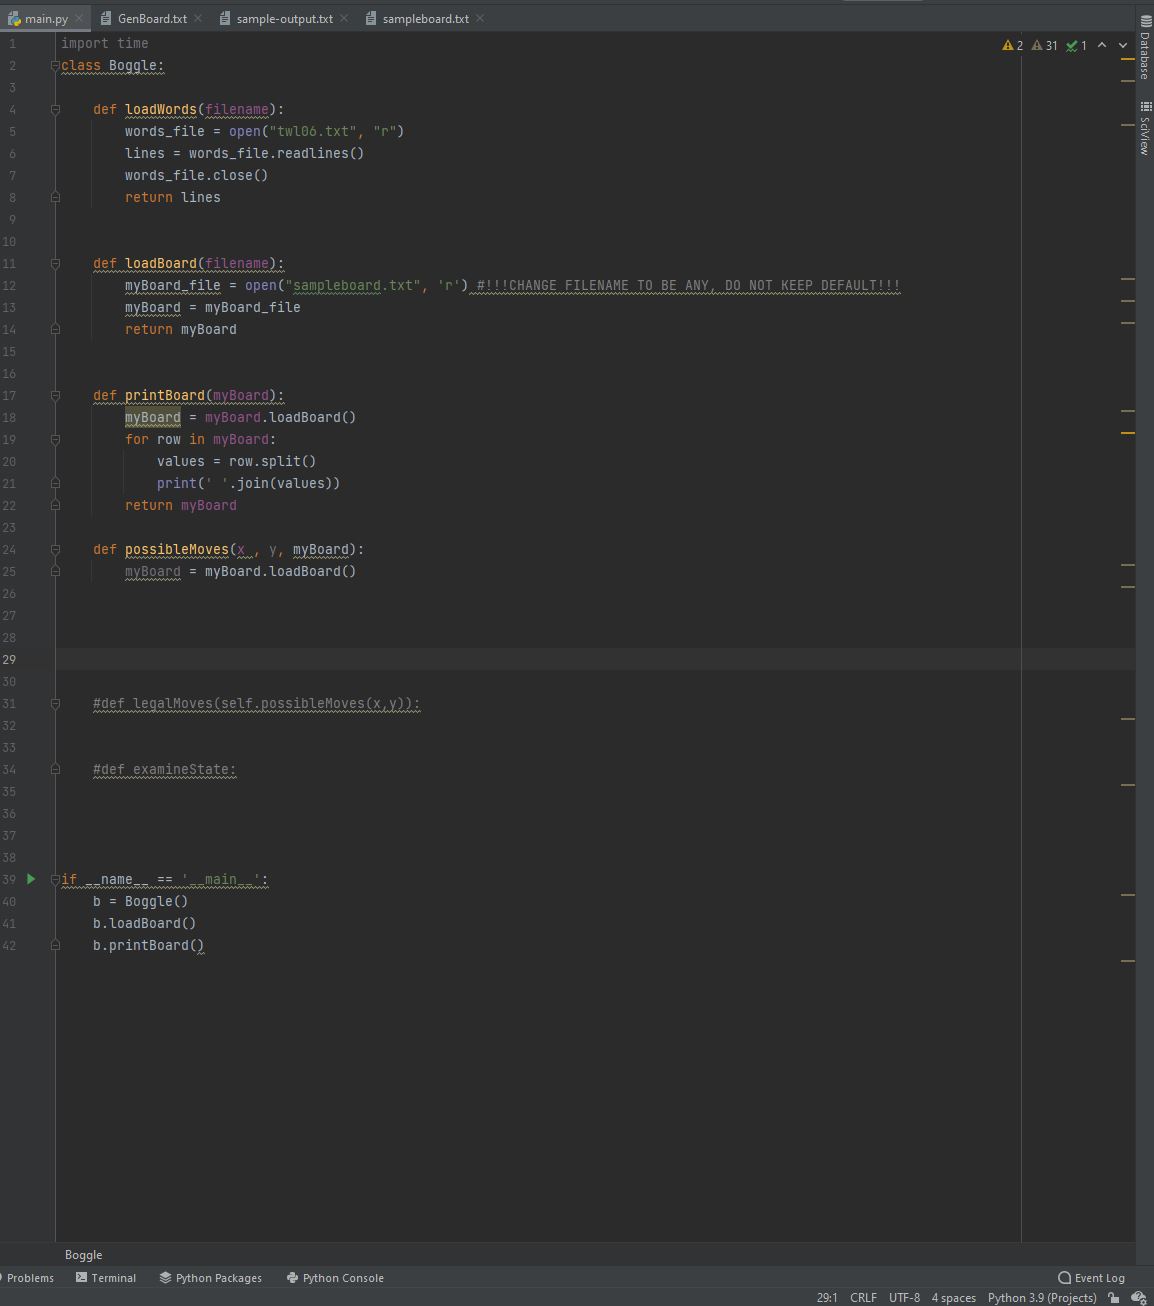 main.py GenBoard.txt sample-output.txt sampleboard.txt
2 31 1
Database
SciView
1 import time
2 class Boggle:
3
4     def loadWords(filename):
5         words_file = open("twl06.txt", "r")
6         lines = words_file.readlines()
7         words_file.close()
8         return lines
9
10
11     def loadBoard(filename):
12         myBoard_file = open("sampleboard.txt", 'r') #!!!CHANGE FILENAME TO BE ANY, DO NOT KEEP DEFAULT!!!
13         myBoard = myBoard_file
14         return myBoard
15
16
17     def printBoard(myBoard):
18         myBoard = myBoard.loadBoard()
19         for row in myBoard:
20             values = row.split()
21             print(' '.join(values))
22         return myBoard
23
24     def possibleMoves(x , y, myBoard):
25         myBoard = myBoard.loadBoard()
26
27
28
29
30
31     #def legalMoves(self.possibleMoves(x,y)):
32
33
34     #def examineState:
35
36
37
38
39 if __name__ == '__main__':
40     b = Boggle()
41     b.loadBoard()
42     b.printBoard()
Boggle
Problems Terminal Python Packages Python Console Event Log
29:1 CRLF UTF-8 4 spaces Python 3.9 (Projects)